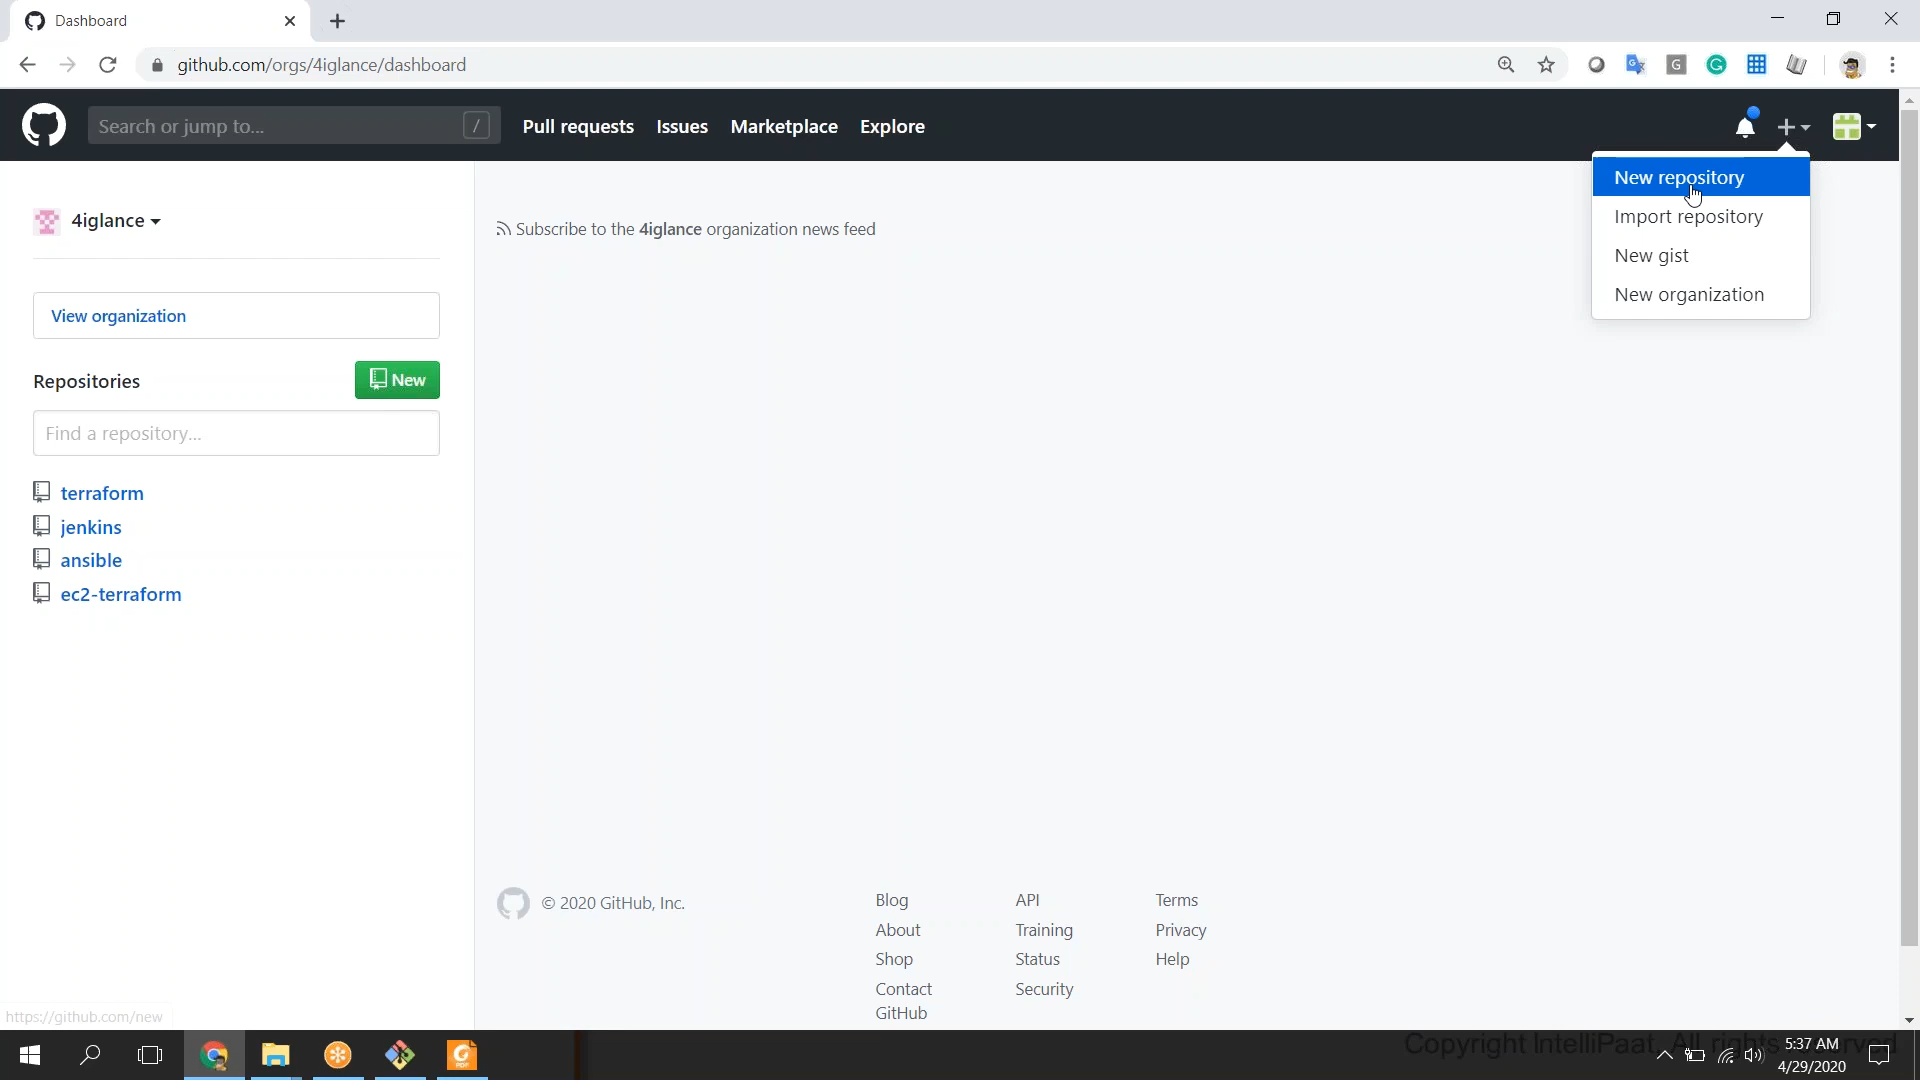 Dashboard
github.com/orgs/4iglance/dashboard
Search or jump to...
/
Pull requests
Issues
Marketplace
Explore
New repository
Import repository
New gist
New organization
4iglance
Subscribe to the 4iglance organization news feed
View organization
Repositories
New
Find a repository...
terraform
jenkins
ansible
ec2-terraform
© 2020 GitHub, Inc.
Blog
About
Shop
Contact
GitHub
API
Training
Status
Security
Terms
Privacy
Help
https://github.com/new
Copyright IntelliPaat, All rights reserved
5:37 AM
4/29/2020